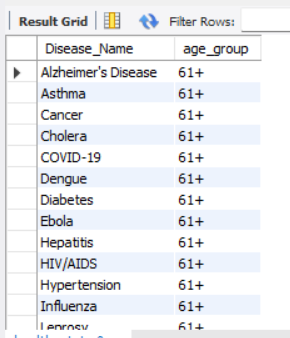 Result Grid Filter Rows:
Disease_Name age_group
Alzheimer's Disease 61+
Asthma 61+
Cancer 61+
Cholera 61+
COVID-19 61+
Dengue 61+
Diabetes 61+
Ebola 61+
Hepatitis 61+
HIV/AIDS 61+
Hypertension 61+
Influenza 61+
Leprosy 61+